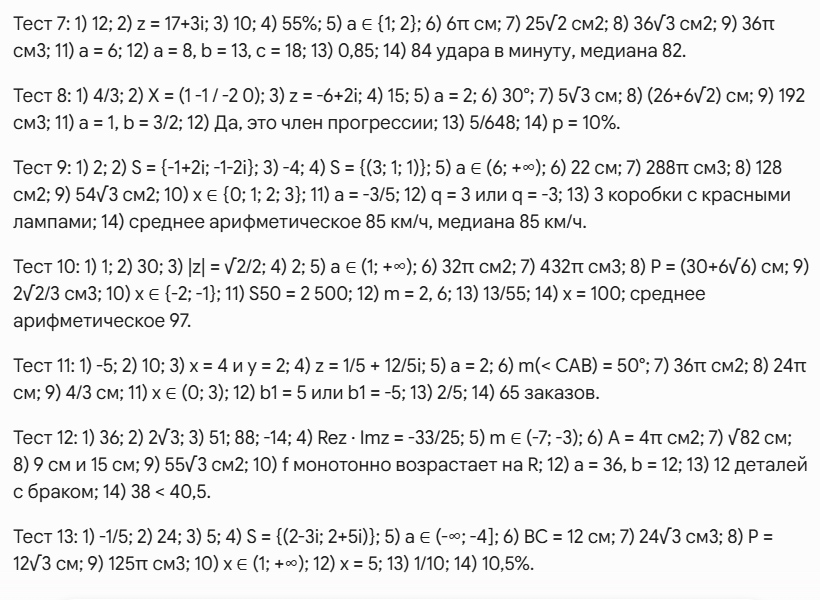 Тест 7: 1) 12; 2) z = 17+3i; 3) 10; 4) 55%; 5) a ∈ {1; 2}; 6) 6π см; 7) 25√2 см2; 8) 36√3 см2; 9) 36π
см3; 11) a = 6; 12) a = 8, b = 13, c = 18; 13) 0,85; 14) 84 удара в минуту, медиана 82.
Тест 8: 1) 4/3; 2) X = (1 -1 / -2 0); 3) z = -6+2i; 4) 15; 5) a = 2; 6) 30°; 7) 5√3 см; 8) (26+6√2) см; 9) 192
см3; 11) a = 1, b = 3/2; 12) Да, это член прогрессии; 13) 5/648; 14) p = 10%.
Тест 9: 1) 2; 2) S = {-1+2i; -1-2i}; 3) -4; 4) S = {(3; 1; 1)}; 5) a ∈ (6; +∞); 6) 22 см; 7) 288π см3; 8) 128
см2; 9) 54√3 см2; 10) x ∈ {0; 1; 2; 3}; 11) a = -3/5; 12) q = 3 или q = -3; 13) 3 коробки с красными
лампами; 14) среднее арифметическое 85 км/ч, медиана 85 км/ч.
Тест 10: 1) 1; 2) 30; 3) |z| = √2/2; 4) 2; 5) a ∈ (1; +∞); 6) 32π см2; 7) 432π см3; 8) P = (30+6√6) см; 9)
2√2/3 см3; 10) x ∈ {-2; -1}; 11) S50 = 2 500; 12) m = 2, 6; 13) 13/55; 14) x = 100; среднее
арифметическое 97.
Тест 11: 1) -5; 2) 10; 3) x = 4 и y = 2; 4) z = 1/5 + 12/5i; 5) a = 2; 6) m(< CAB) = 50°; 7) 36π см2; 8) 24π
см; 9) 4/3 см; 11) x ∈ (0; 3); 12) b1 = 5 или b1 = -5; 13) 2/5; 14) 65 заказов.
Тест 12: 1) 36; 2) 2√3; 3) 51; 88; -14; 4) Rez · Imz = -33/25; 5) m ∈ (-7; -3); 6) A = 4π см2; 7) √82 см;
8) 9 см и 15 см; 9) 55√3 см2; 10) f монотонно возрастает на R; 12) a = 36, b = 12; 13) 12 деталей
с браком; 14) 38 < 40,5.
Тест 13: 1) -1/5; 2) 24; 3) 5; 4) S = {(2-3i; 2+5i)}; 5) a ∈ (-∞; -4]; 6) BC = 12 см; 7) 24√3 см3; 8) P =
12√3 см; 9) 125π см3; 10) x ∈ (1; +∞); 12) x = 5; 13) 1/10; 14) 10,5%.